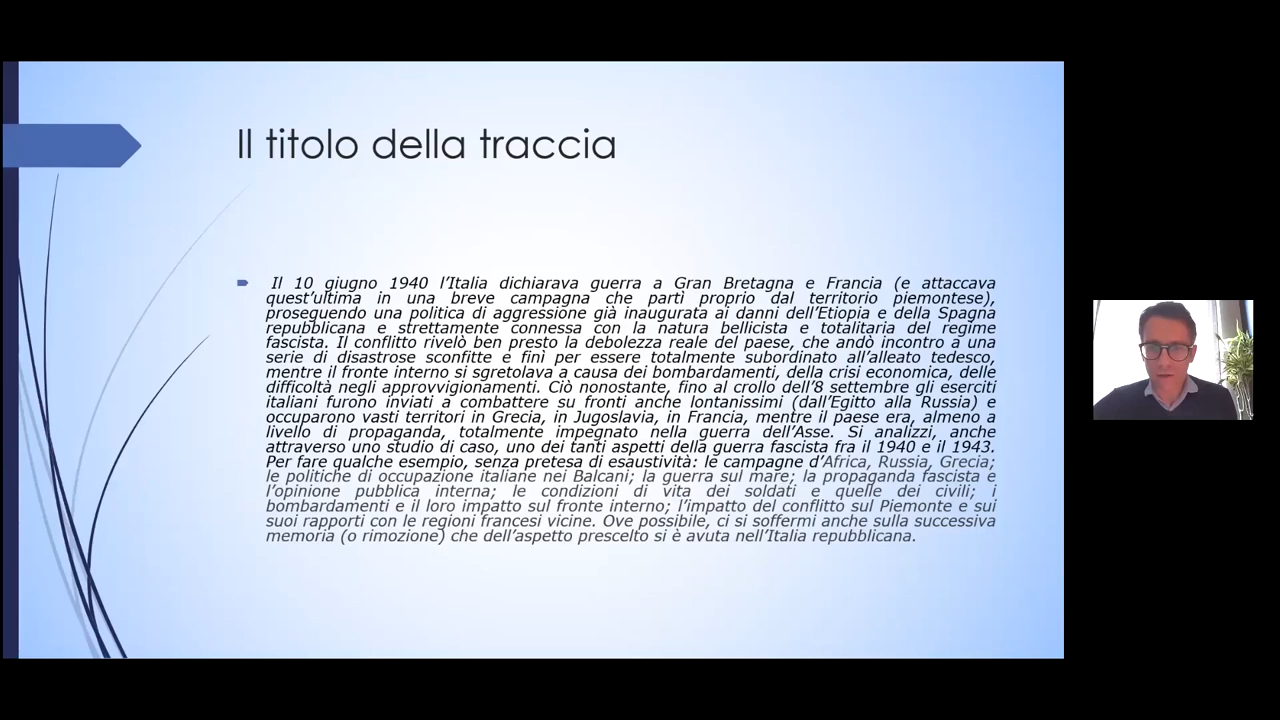 Il titolo della traccia
Il 10 giugno 1940 l’Italia dichiarava guerra a Gran Bretagna e Francia (e attaccava
quest’ultima in una breve campagna che partì proprio dal territorio piemontese),
proseguendo una politica di aggressione già inaugurata ai danni dell’Etiopia e della Spagna
repubblicana e strettamente connessa con la natura bellicista e totalitaria del regime
fascista. Il conflitto rivelò ben presto la debolezza reale del paese, che andò incontro a una
serie di disastrose sconfitte e finì per essere totalmente subordinato all’alleato tedesco,
mentre il fronte interno si sgretolava a causa dei bombardamenti, della crisi economica, delle
difficoltà negli approvvigionamenti. Ciò nonostante, fino al crollo dell’8 settembre gli eserciti
italiani furono inviati a combattere su fronti anche lontanissimi (dall’Egitto alla Russia) e
occuparono vasti territori in Grecia, in Jugoslavia, in Francia, mentre il paese era, almeno a
livello di propaganda, totalmente impegnato nella guerra dell’Asse. Si analizzi, anche
attraverso uno studio di caso, uno dei tanti aspetti della guerra fascista fra il 1940 e il 1943.
Per fare qualche esempio, senza pretesa di esaustività: le campagne d’Africa, Russia, Grecia;
le politiche di occupazione italiane nei Balcani; la guerra sul mare; la propaganda fascista e
l’opinione pubblica interna; le condizioni di vita dei soldati e quelle dei civili; i
bombardamenti e il loro impatto sul fronte interno; l’impatto del conflitto sul Piemonte e sui
suoi rapporti con le regioni francesi vicine. Ove possibile, ci si soffermi anche sulla successiva
memoria (o rimozione) che dell’aspetto prescelto si è avuta nell’Italia repubblicana.